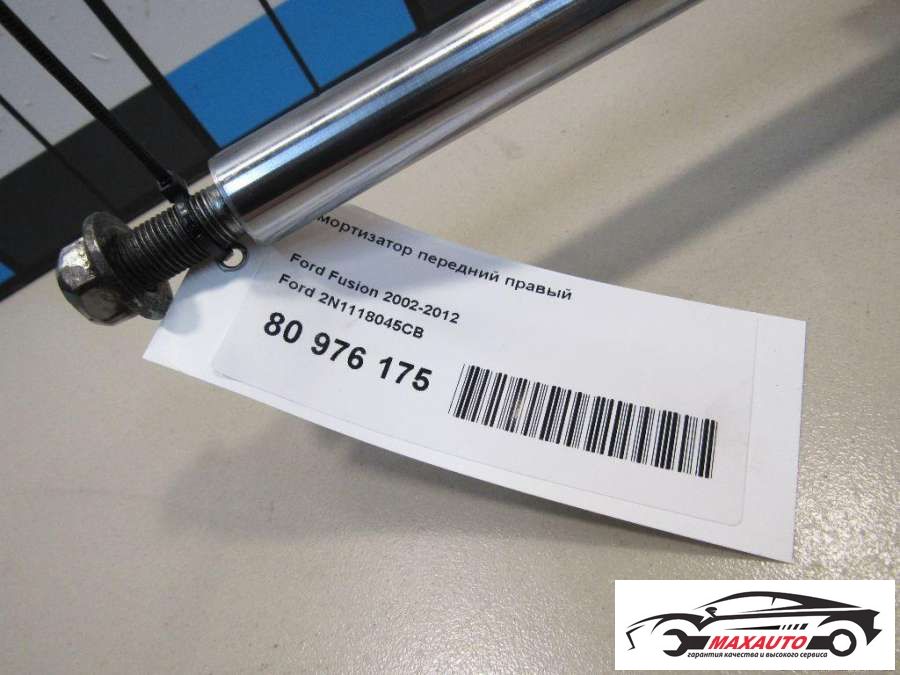 мортизатор передний правый
Ford Fusion 2002-2012
Ford 2N1118045CB
80 976 175
MAXAUTO
гарантия качества и высокого сервиса